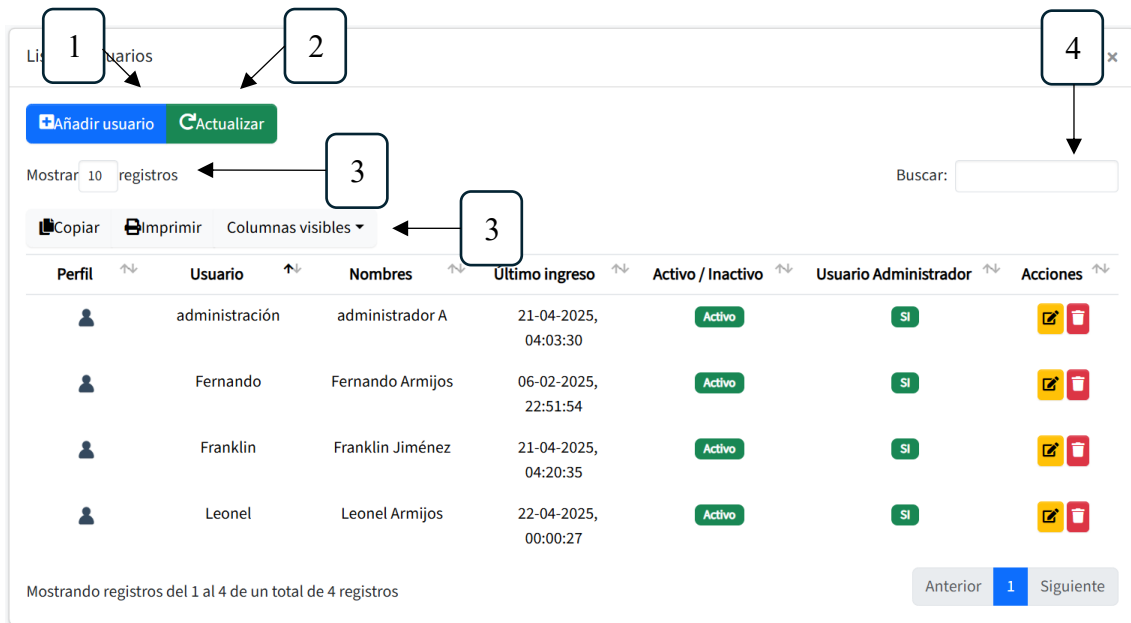 1
2
4
Lis
uarios
Añadir usuario
Actualizar
Mostrar 10 registros
3
Buscar:
Copiar
Imprimir
Columnas visibles
3
Perfil Usuario Nombres Último ingreso Activo / Inactivo Usuario Administrador Acciones
administración administrador A 21-04-2025, Activo SI
04:03:30
Fernando Fernando Armijos 06-02-2025, Activo SI
22:51:54
Franklin Franklin Jiménez 21-04-2025, Activo SI
04:20:35
Leonel Leonel Armijos 22-04-2025, Activo SI
00:00:27
Mostrando registros del 1 al 4 de un total de 4 registros
Anterior 1 Siguiente